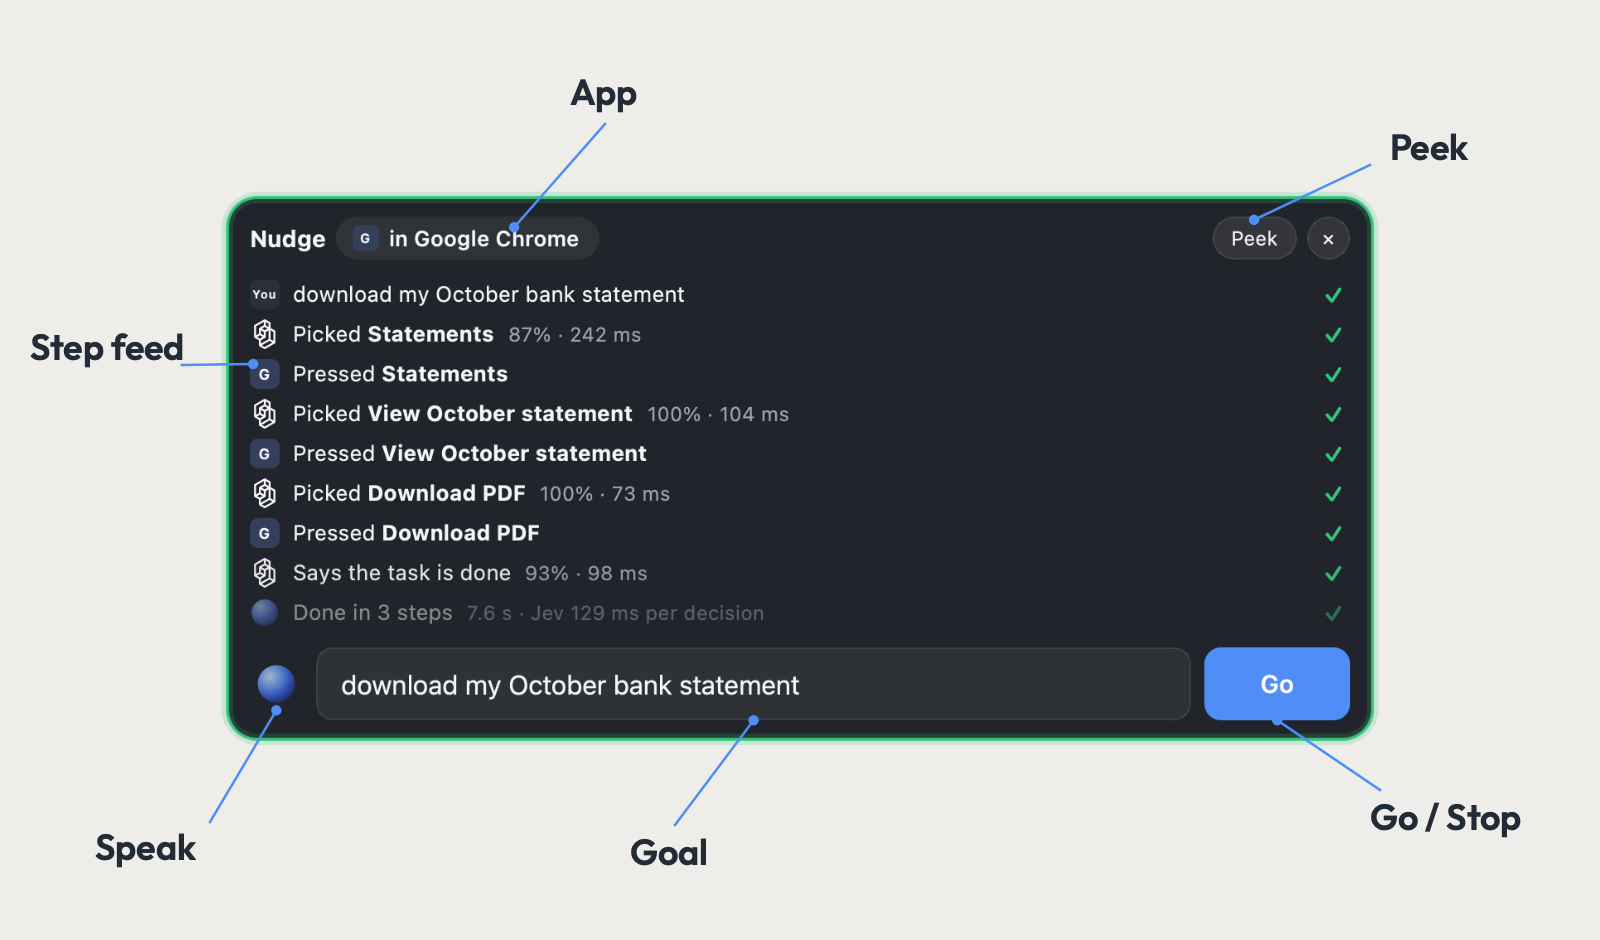 App
Peek
Nudge G in Google Chrome Peek ×
You download my October bank statement
Picked Statements 87% · 242 ms
Step feed
G Pressed Statements
Picked View October statement 100% · 104 ms
G Pressed View October statement
Picked Download PDF 100% · 73 ms
G Pressed Download PDF
Says the task is done 93% · 98 ms
Done in 3 steps 7.6 s · Jev 129 ms per decision
download my October bank statement Go
Go / Stop
Speak
Goal